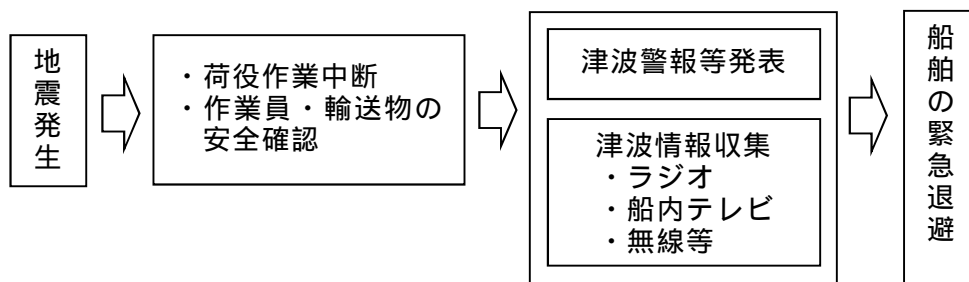 地震発生
・荷役作業中断
・作業員・輸送物の
安全確認
津波警報等発表
津波情報収集
・ラジオ
・船内テレビ
・無線等
船舶の緊急退避